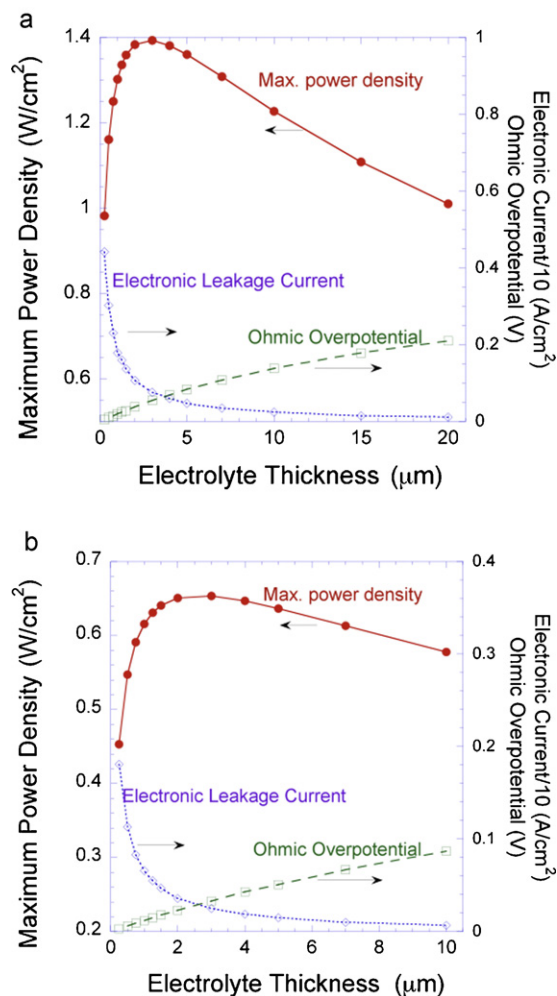 a
1.4
1.2
1
0.8
0.6
Maximum Power Density (W/cm²)
Max. power density
Electronic Leakage Current
Ohmic Overpotential
1
0.8
0.6
0.4
0.2
0
Electronic Current/10 (A/cm²)
Ohmic Overpotential (V)
0 5 10 15 20
Electrolyte Thickness (μm)
b
0.7
0.6
0.5
0.4
0.3
0.2
Maximum Power Density (W/cm²)
Max. power density
Electronic Leakage Current
Ohmic Overpotential
0.4
0.3
0.2
0.1
0
Electronic Current/10 (A/cm²)
Ohmic Overpotential (V)
0 2 4 6 8 10
Electrolyte Thickness (μm)